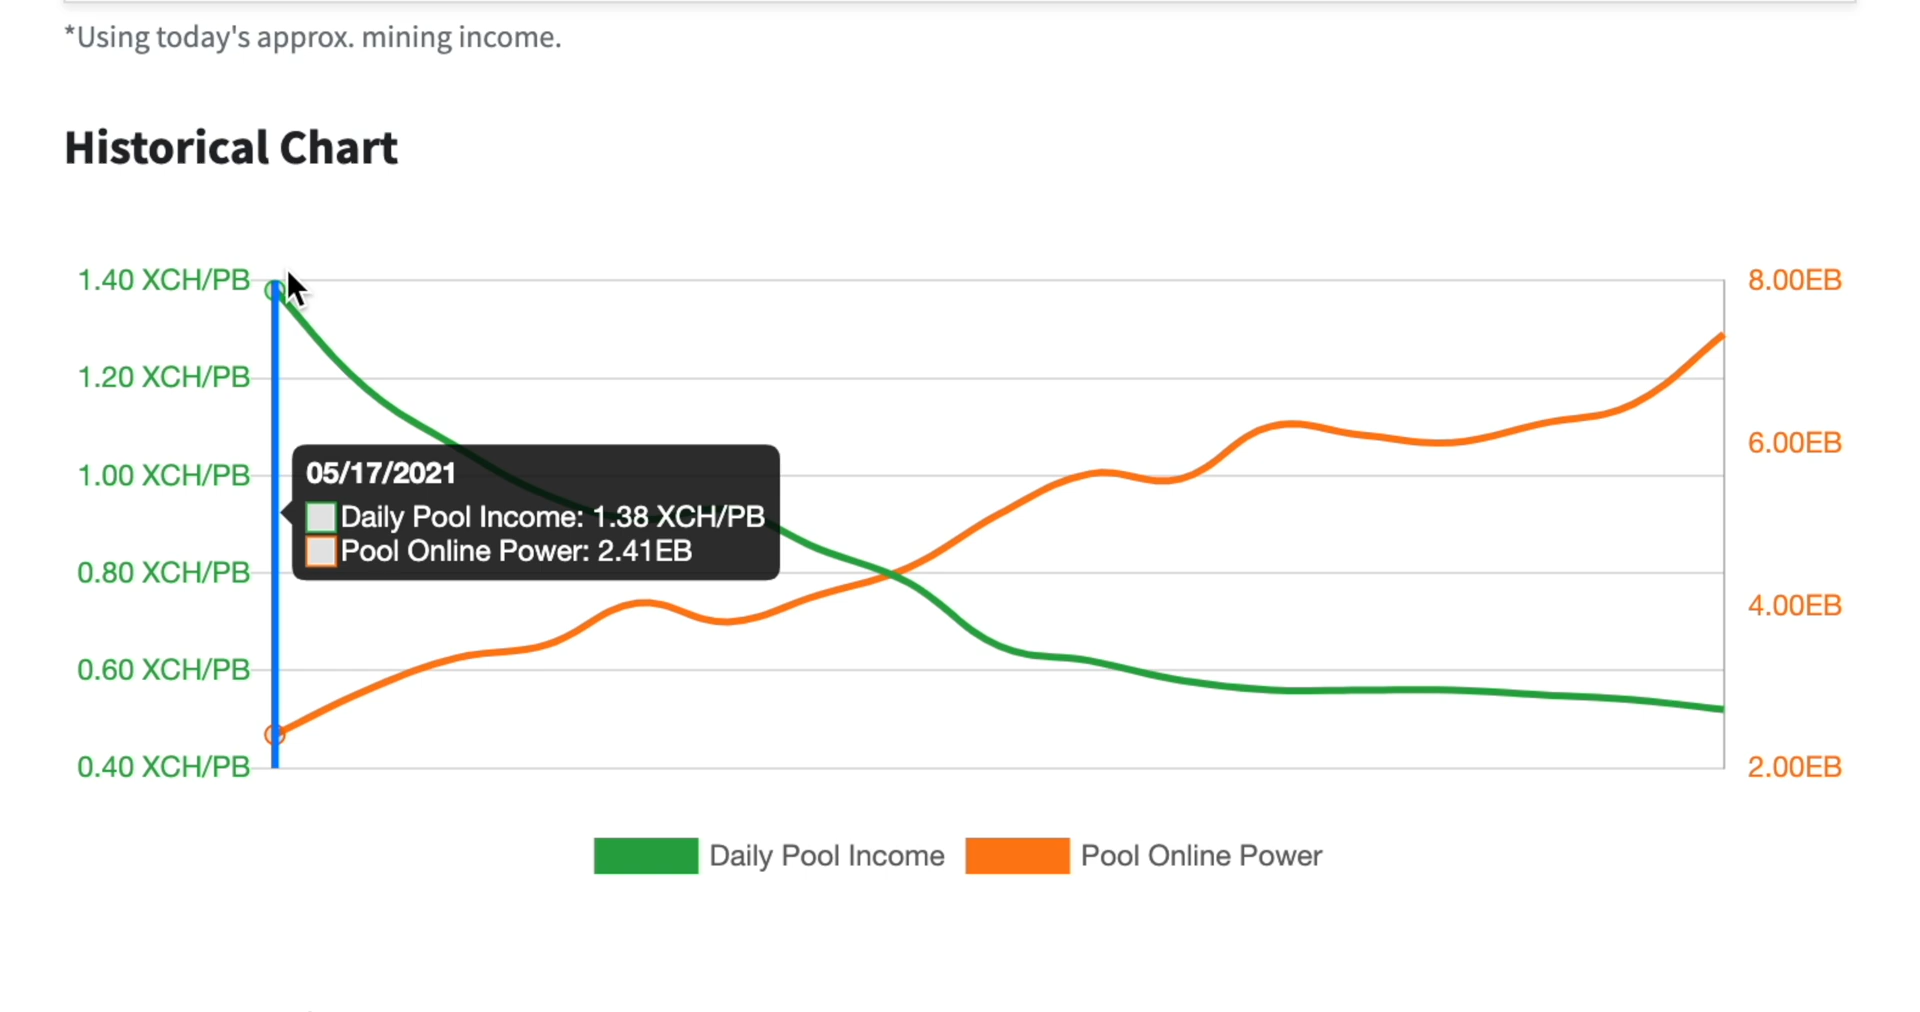 *Using today's approx. mining income.
Historical Chart
1.40 XCH/PB
8.00EB
1.20 XCH/PB
6.00EB
1.00 XCH/PB
05/17/2021
Daily Pool Income: 1.38 XCH/PB
Pool Online Power: 2.41EB
0.80 XCH/PB
4.00EB
0.60 XCH/PB
0.40 XCH/PB
2.00EB
Daily Pool Income
Pool Online Power